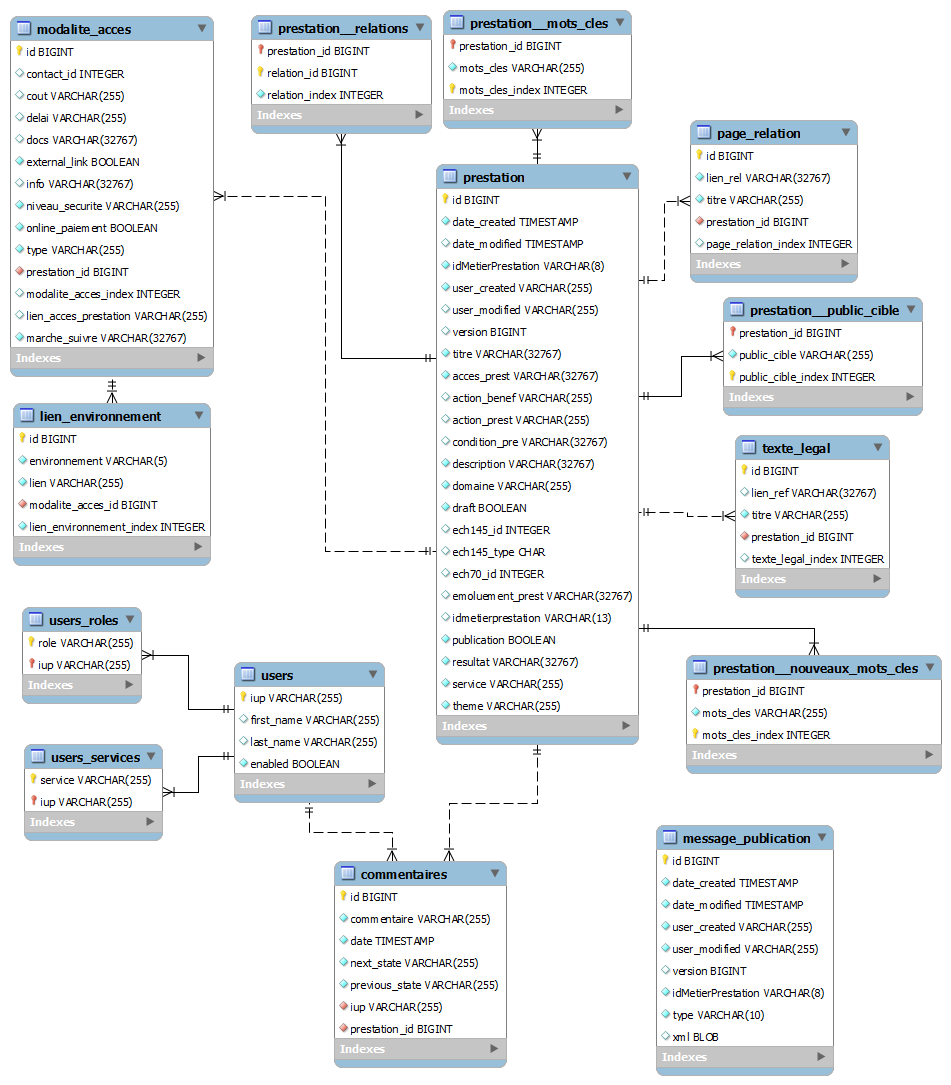 modalite_acces
id BIGINT
contact_id INTEGER
cout VARCHAR(255)
delai VARCHAR(255)
docs VARCHAR(32767)
external_link BOOLEAN
info VARCHAR(32767)
niveau_securite VARCHAR(255)
online_paiement BOOLEAN
type VARCHAR(255)
prestation_id BIGINT
modalite_acces_index INTEGER
lien_acces_prestation VARCHAR(255)
marche_suivre VARCHAR(32767)
Indexes
prestation__relations
prestation_id BIGINT
relation_id BIGINT
relation_index INTEGER
Indexes
prestation__mots_cles
prestation_id BIGINT
mots_cles VARCHAR(255)
mots_cles_index INTEGER
Indexes
page_relation
id BIGINT
lien_rel VARCHAR(32767)
titre VARCHAR(255)
prestation_id BIGINT
page_relation_index INTEGER
Indexes
prestation
id BIGINT
date_created TIMESTAMP
date_modified TIMESTAMP
idMetierPrestation VARCHAR(8)
user_created VARCHAR(255)
user_modified VARCHAR(255)
version BIGINT
titre VARCHAR(32767)
acces_prest VARCHAR(32767)
action_benef VARCHAR(255)
action_prest VARCHAR(255)
condition_pre VARCHAR(32767)
description VARCHAR(32767)
domaine VARCHAR(255)
draft BOOLEAN
ech145_id INTEGER
ech145_type CHAR
ech70_id INTEGER
emoluement_prest VARCHAR(32767)
idmetierprestation VARCHAR(13)
publication BOOLEAN
resultat VARCHAR(32767)
service VARCHAR(255)
theme VARCHAR(255)
Indexes
prestation__public_cible
prestation_id BIGINT
public_cible VARCHAR(255)
public_cible_index INTEGER
Indexes
lien_environnement
id BIGINT
environnement VARCHAR(5)
lien VARCHAR(255)
modalite_acces_id BIGINT
lien_environnement_index INTEGER
Indexes
texte_legal
id BIGINT
lien_ref VARCHAR(32767)
titre VARCHAR(255)
prestation_id BIGINT
texte_legal_index INTEGER
Indexes
users_roles
role VARCHAR(255)
iup VARCHAR(255)
Indexes
users
iup VARCHAR(255)
first_name VARCHAR(255)
last_name VARCHAR(255)
enabled BOOLEAN
Indexes
prestation__nouveaux_mots_cles
prestation_id BIGINT
mots_cles VARCHAR(255)
mots_cles_index INTEGER
Indexes
users_services
service VARCHAR(255)
iup VARCHAR(255)
Indexes
commentaires
id BIGINT
commentaire VARCHAR(255)
date TIMESTAMP
next_state VARCHAR(255)
previous_state VARCHAR(255)
iup VARCHAR(255)
prestation_id BIGINT
Indexes
message_publication
id BIGINT
date_created TIMESTAMP
date_modified TIMESTAMP
user_created VARCHAR(255)
user_modified VARCHAR(255)
version BIGINT
idMetierPrestation VARCHAR(8)
type VARCHAR(10)
xml BLOB
Indexes